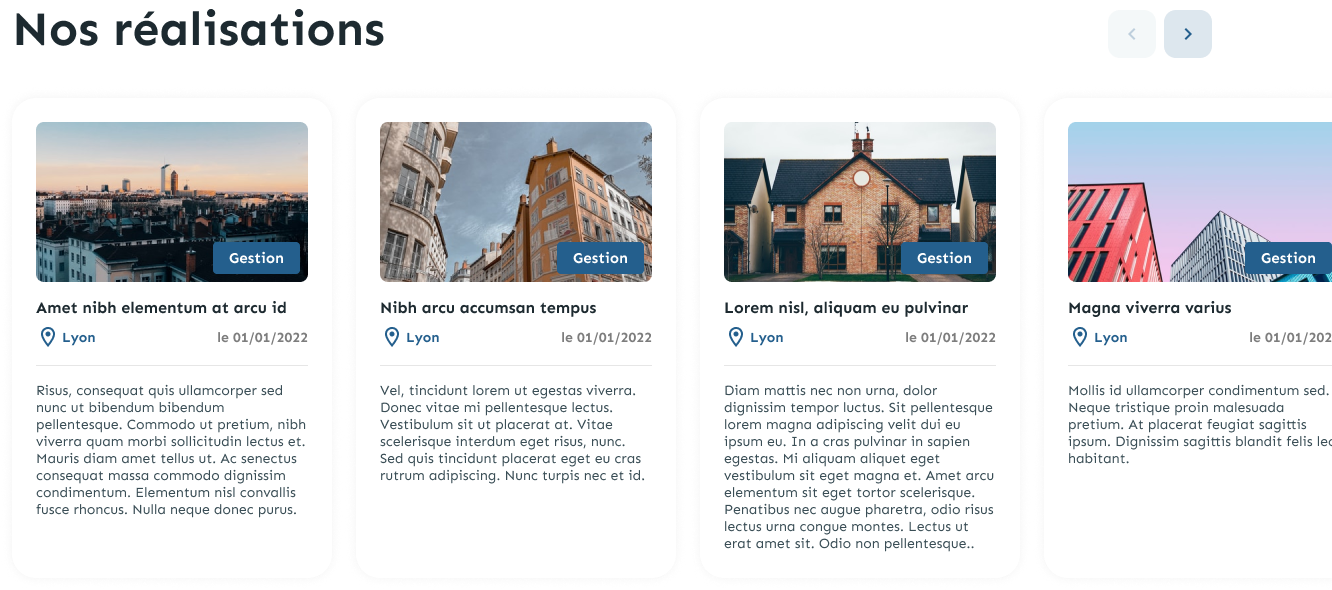 Nos réalisations
Gestion
Amet nibh elementum at arcu id
Lyon
le 01/01/2022
Risus, consequat quis ullamcorper sed
nunc ut bibendum bibendum
pellentesque. Commodo ut pretium, nibh
viverra quam morbi sollicitudin lectus et.
Mauris diam amet tellus ut. Ac senectus
consequat massa commodo dignissim
condimentum. Elementum nisl convallis
fusce rhoncus. Nulla neque donec purus.
Gestion
Nibh arcu accumsan tempus
Lyon
le 01/01/2022
Vel, tincidunt lorem ut egestas viverra.
Donec vitae mi pellentesque lectus.
Vestibulum sit ut placerat at. Vitae
scelerisque interdum eget risus, nunc.
Sed quis tincidunt placerat eget eu cras
rutrum adipiscing. Nunc turpis nec et id.
Gestion
Lorem nisl, aliquam eu pulvinar
Lyon
le 01/01/2022
Diam mattis nec non urna, dolor
dignissim tempor luctus. Sit pellentesque
lorem magna adipiscing velit dui eu
ipsum eu. In a cras pulvinar in sapien
egestas. Mi aliquam aliquet eget
vestibulum sit eget magna et. Amet arcu
elementum sit eget tortor scelerisque.
Penatibus nec augue pharetra, odio risus
lectus urna congue montes. Lectus ut
erat amet sit. Odio non pellentesque..
Gestion
Magna viverra varius
Lyon
le 01/01/202
Mollis id ullamcorper condimentum sed.
Neque tristique proin malesuada
pretium. At placerat feugiat sagittis
ipsum. Dignissim sagittis blandit felis
habitant.